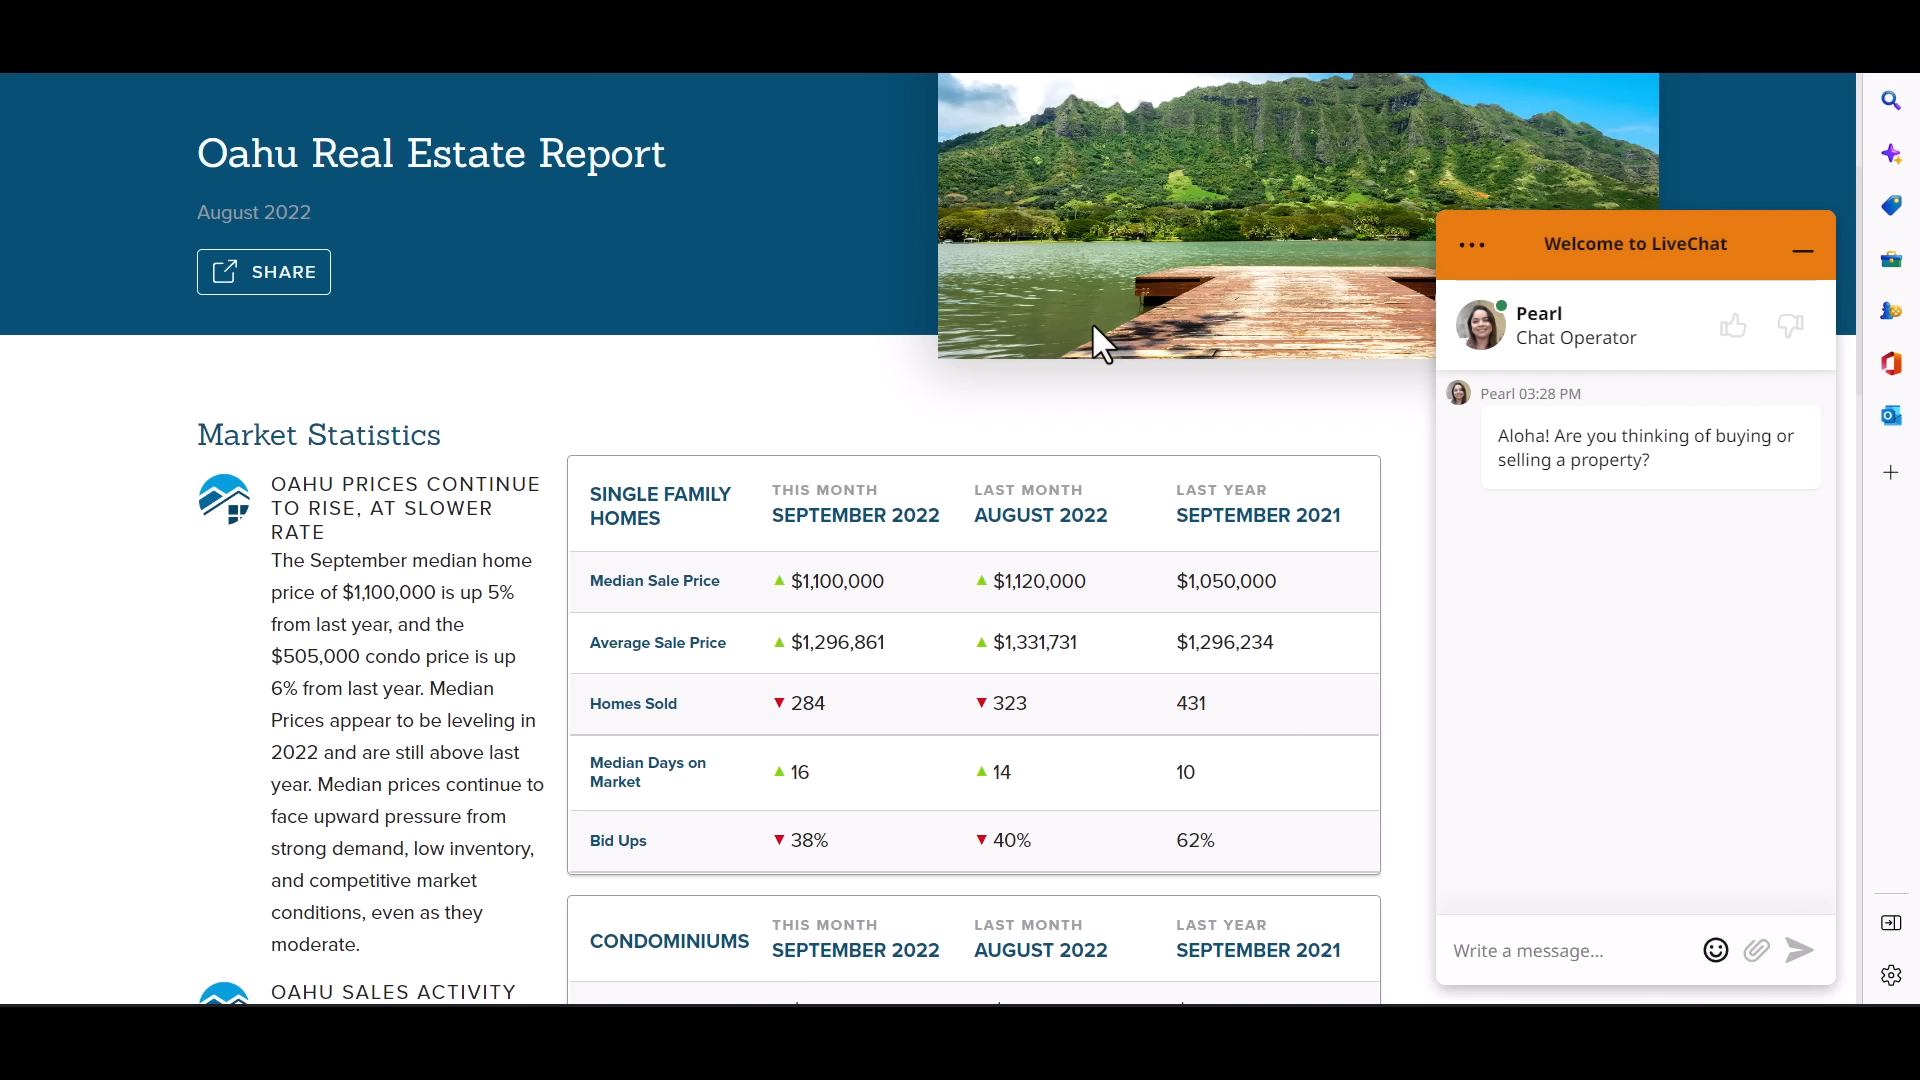 Oahu Real Estate Report
August 2022
SHARE
Market Statistics
OAHU PRICES CONTINUE
TO RISE, AT SLOWER
RATE
The September median home
price of $1,100,000 is up 5%
from last year, and the
$505,000 condo price is up
6% from last year. Median
Prices appear to be leveling in
2022 and are still above last
year. Median prices continue to
face upward pressure from
strong demand, low inventory,
and competitive market
conditions, even as they
moderate.
OAHU SALES ACTIVITY
SINGLE FAMILY
HOMES
THIS MONTH
SEPTEMBER 2022
LAST MONTH
AUGUST 2022
LAST YEAR
SEPTEMBER 2021
Median Sale Price ▲ $1,100,000 ▲ $1,120,000 $1,050,000
Average Sale Price ▲ $1,296,861 ▲ $1,331,731 $1,296,234
Homes Sold ▼ 284 ▼ 323 431
Median Days on
Market
▲ 16 ▲ 14 10
Bid Ups ▼ 38% ▼ 40% 62%
CONDOMINIUMS
THIS MONTH
SEPTEMBER 2022
LAST MONTH
AUGUST 2022
LAST YEAR
SEPTEMBER 2021
Welcome to LiveChat
Pearl
Chat Operator
Pearl 03:28 PM
Aloha! Are you thinking of buying or
selling a property?
Write a message...